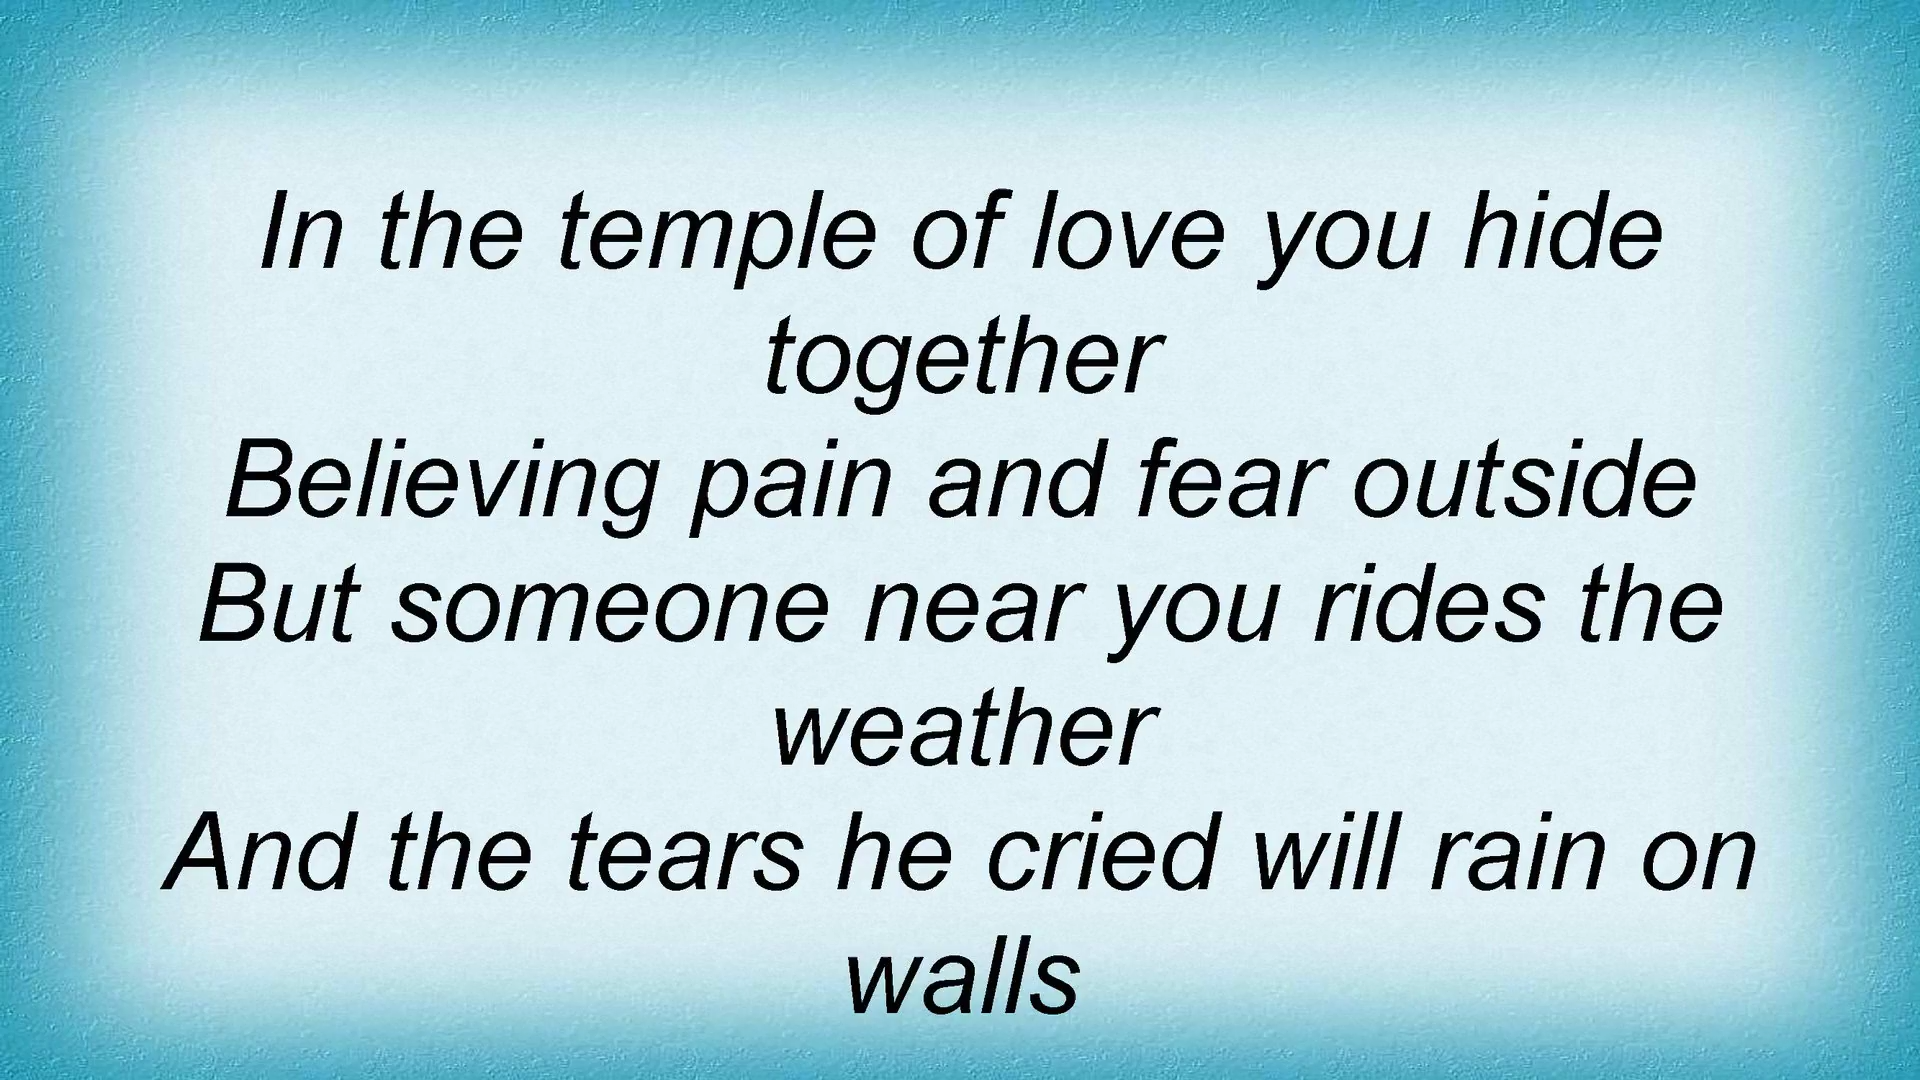 In the temple of love you hide
together
Believing pain and fear outside
But someone near you rides the
weather
And the tears he cried will rain on
walls